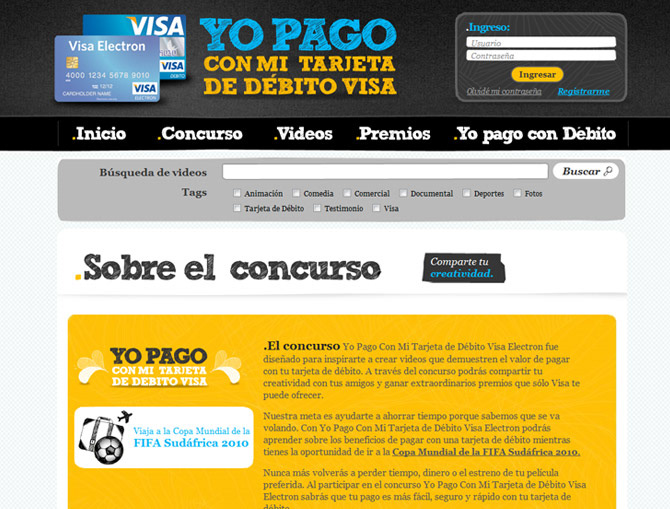 VISA
Visa Electron
4000 1234 5678 9010
12/12
CARDHOLDER NAME
VISA
ELECTRON
VISA
DEBITO
YO PAGO
CON MI TARJETA
DE DÉBITO VISA
.Ingreso:
Usuario
Contraseña
Ingresar
Olvidé mi contraseña Registrarme
.Inicio .Concurso .Videos .Premios .Yo pago con Débito
Búsqueda de videos Buscar
Tags Animación Comedia Comercial Documental Deportes Fotos
Tarjeta de Débito Testimonio Visa
.Sobre el concurso
Comparte tu
creatividad.
YO PAGO
CON MI TARJETA
DE DEBITO VISA
Viaja a la Copa Mundial de la
FIFA Sudáfrica 2010
.El concurso Yo Pago Con Mi Tarjeta de Débito Visa Electron fue
diseñado para inspirarte a crear videos que demuestren el valor de pagar
con tu tarjeta de débito. A través del concurso podrás compartir tu
creatividad con tus amigos y ganar extraordinarios premios que sólo Visa te
puede ofrecer.
Nuestra meta es ayudarte a ahorrar tiempo porque sabemos que se va
volando. Con Yo Pago Con Mi Tarjeta de Débito Visa Electron podrás
aprender sobre los beneficios de pagar con una tarjeta de débito mientras
tienes la oportunidad de ir a la Copa Mundial de la FIFA Sudáfrica 2010.
Nunca más volverás a perder tiempo, dinero o el estreno de tu película
preferida. Al participar en el concurso Yo Pago Con Mi Tarjeta de Débito Visa
Electron sabrás que tu pago es más fácil, seguro y rápido con tu tarjeta de
débito.